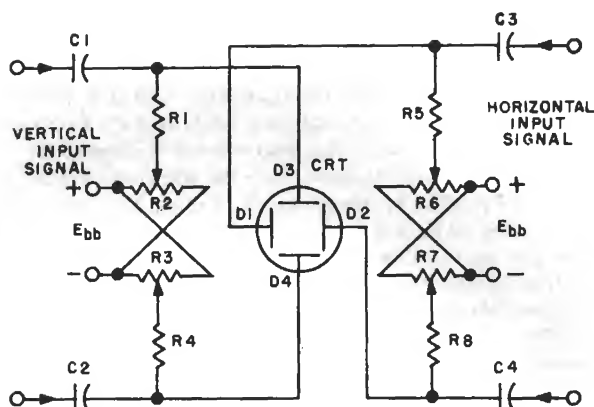 C1
C3
R1
R5
VERTICAL
INPUT
SIGNAL
HORIZONTAL
INPUT
SIGNAL
D3
CRT
+
R2
R6
+
D1
D2
Ebb
Ebb
-
R3
R7
-
D4
R4
R8
C2
C4